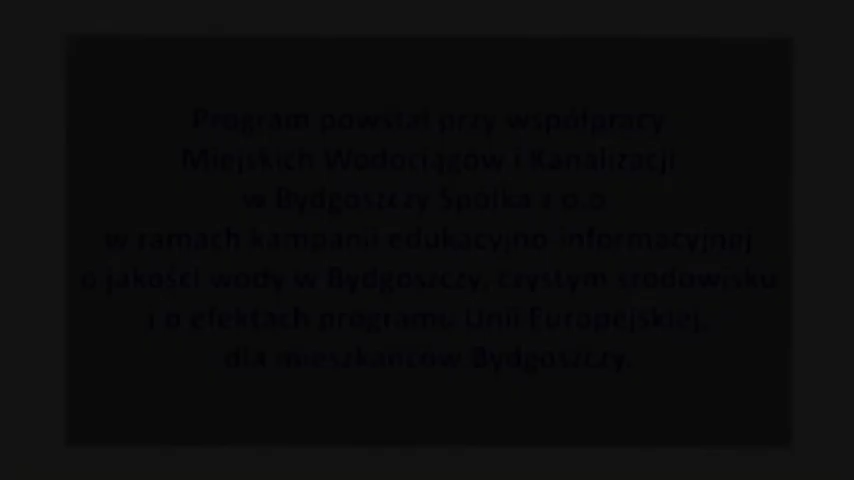 Program powstał przy współpracy
Miejskich Wodociągów i Kanalizacji
w Bydgoszczy Spółka z o.o.
w ramach kampanii edukacyjno-informacyjnej
o jakości wody w Bydgoszczy, czystym środowisku
i o efektach programu Unii Europejskiej,
dla mieszkańców Bydgoszczy.